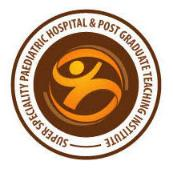 SUPER SPECIALITY PAEDIATRIC HOSPITAL & POST GRADUATE TEACHING INSTITUTE